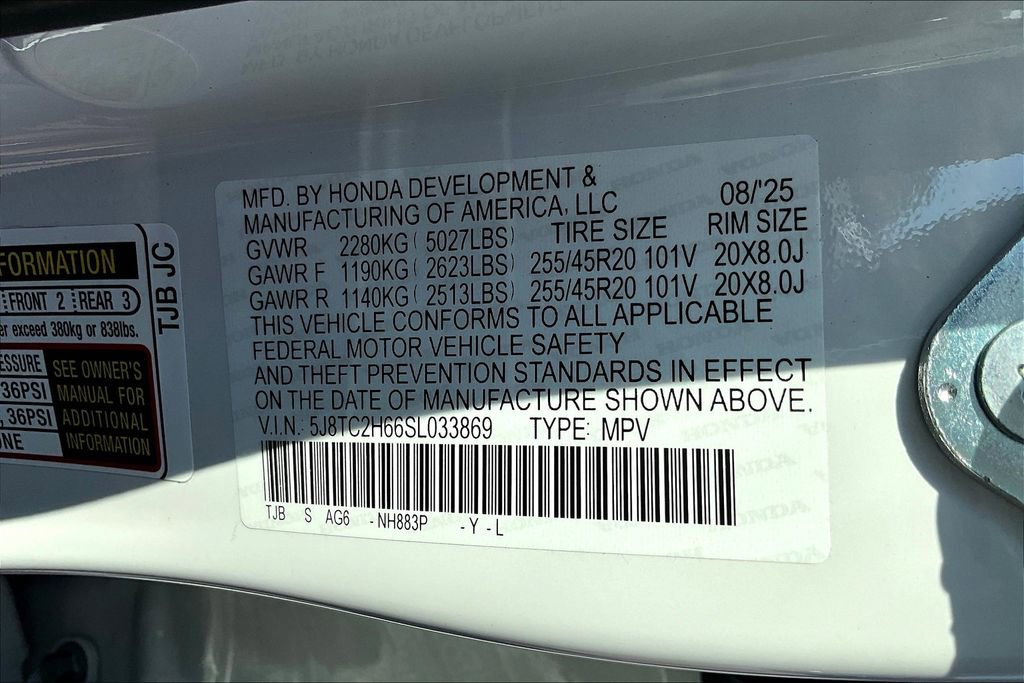 MFD. BY HONDA DEVELOPMENT &
MANUFACTURING OF AMERICA, LLC 08/'25
GVWR 2280KG ( 5027LBS) TIRE SIZE RIM SIZE
GAWR F 1190KG ( 2623LBS) 255/45R20 101V 20X8.0J
GAWR R 1140KG ( 2513LBS) 255/45R20 101V 20X8.0J
THIS VEHICLE CONFORMS TO ALL APPLICABLE
FEDERAL MOTOR VEHICLE SAFETY
AND THEFT PREVENTION STANDARDS IN EFFECT
ON THE DATE OF MANUFACTURE SHOWN ABOVE.
V.I.N.: 5J8TC2H66SL033869 TYPE: MPV
TJB S AG6 -NH883P -Y-L
FRONT 2 REAR 3
exceed 380kg or 838lbs.
SEE OWNER'S
36PSI MANUAL FOR
36PSI ADDITIONAL
INFORMATION
TJB JC